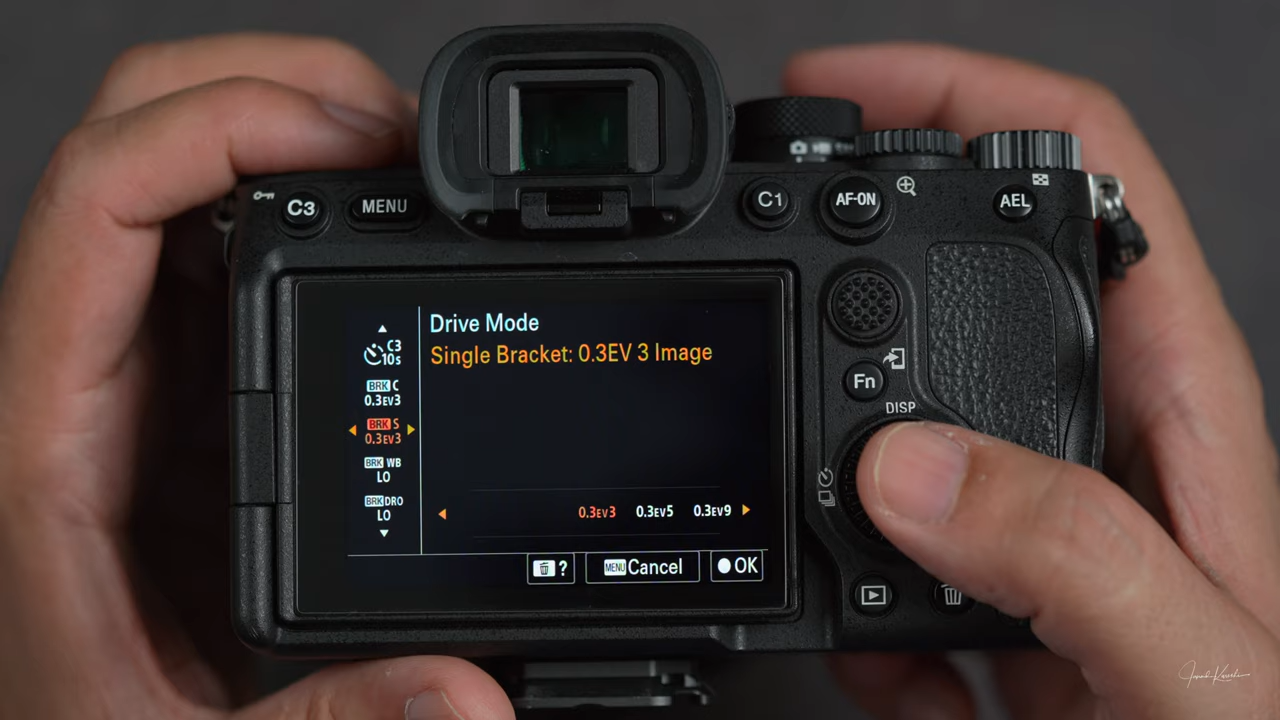 C3
MENU
C1
AF-ON
AEL
Fn
DISP
Drive Mode
Single Bracket: 0.3EV 3 Image
C3
10s
BRK C
0.3EV3
BRK S
0.3EV3
BRK WB
LO
BRK DRO
LO
0.3EV3 0.3EV5 0.3EV9
?
MENU Cancel
OK